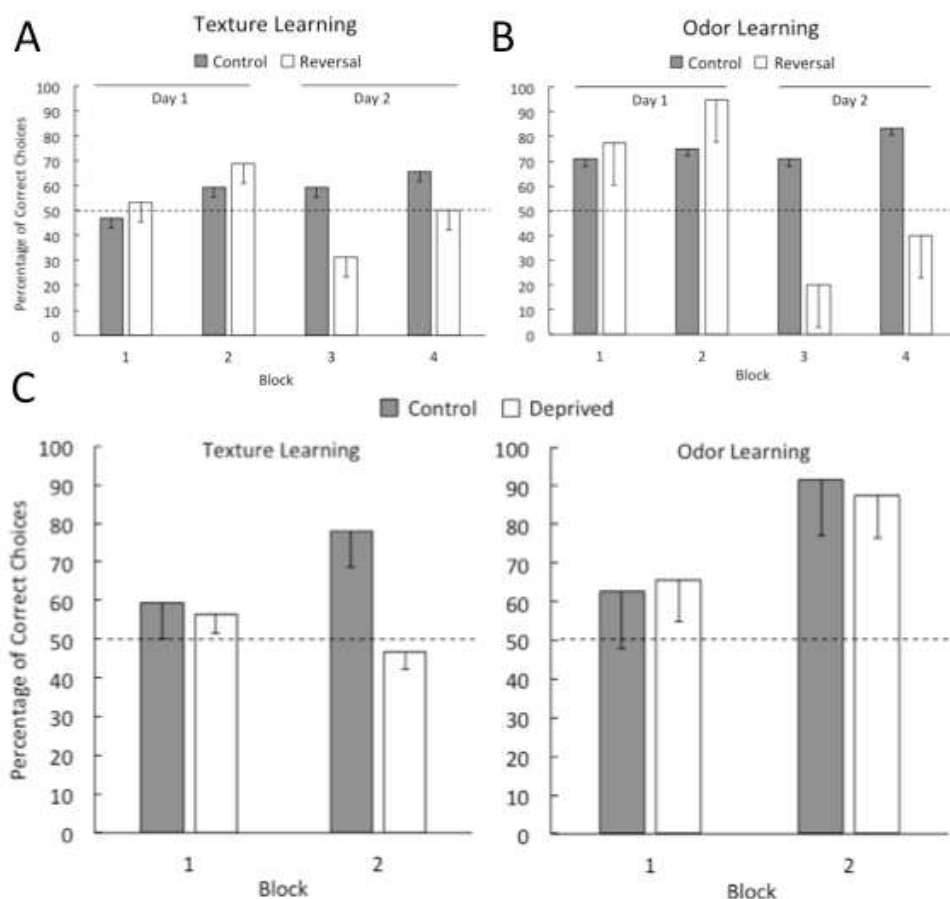 A
Texture Learning
Control Reversal
Percentage of Correct Choices
100
90
80
70
60
50
40
30
20
10
0
Day 1 Day 2
1 2 3 4
Block
B
Odor Learning
Control Reversal
100
90
80
70
60
50
40
30
20
10
0
Day 1 Day 2
1 2 3 4
Block
C
Control Deprived
Texture Learning
Percentage of Correct Choices
100
90
80
70
60
50
40
30
20
10
0
1 2
Block
Odor Learning
100
90
80
70
60
50
40
30
20
10
0
1 2
Block